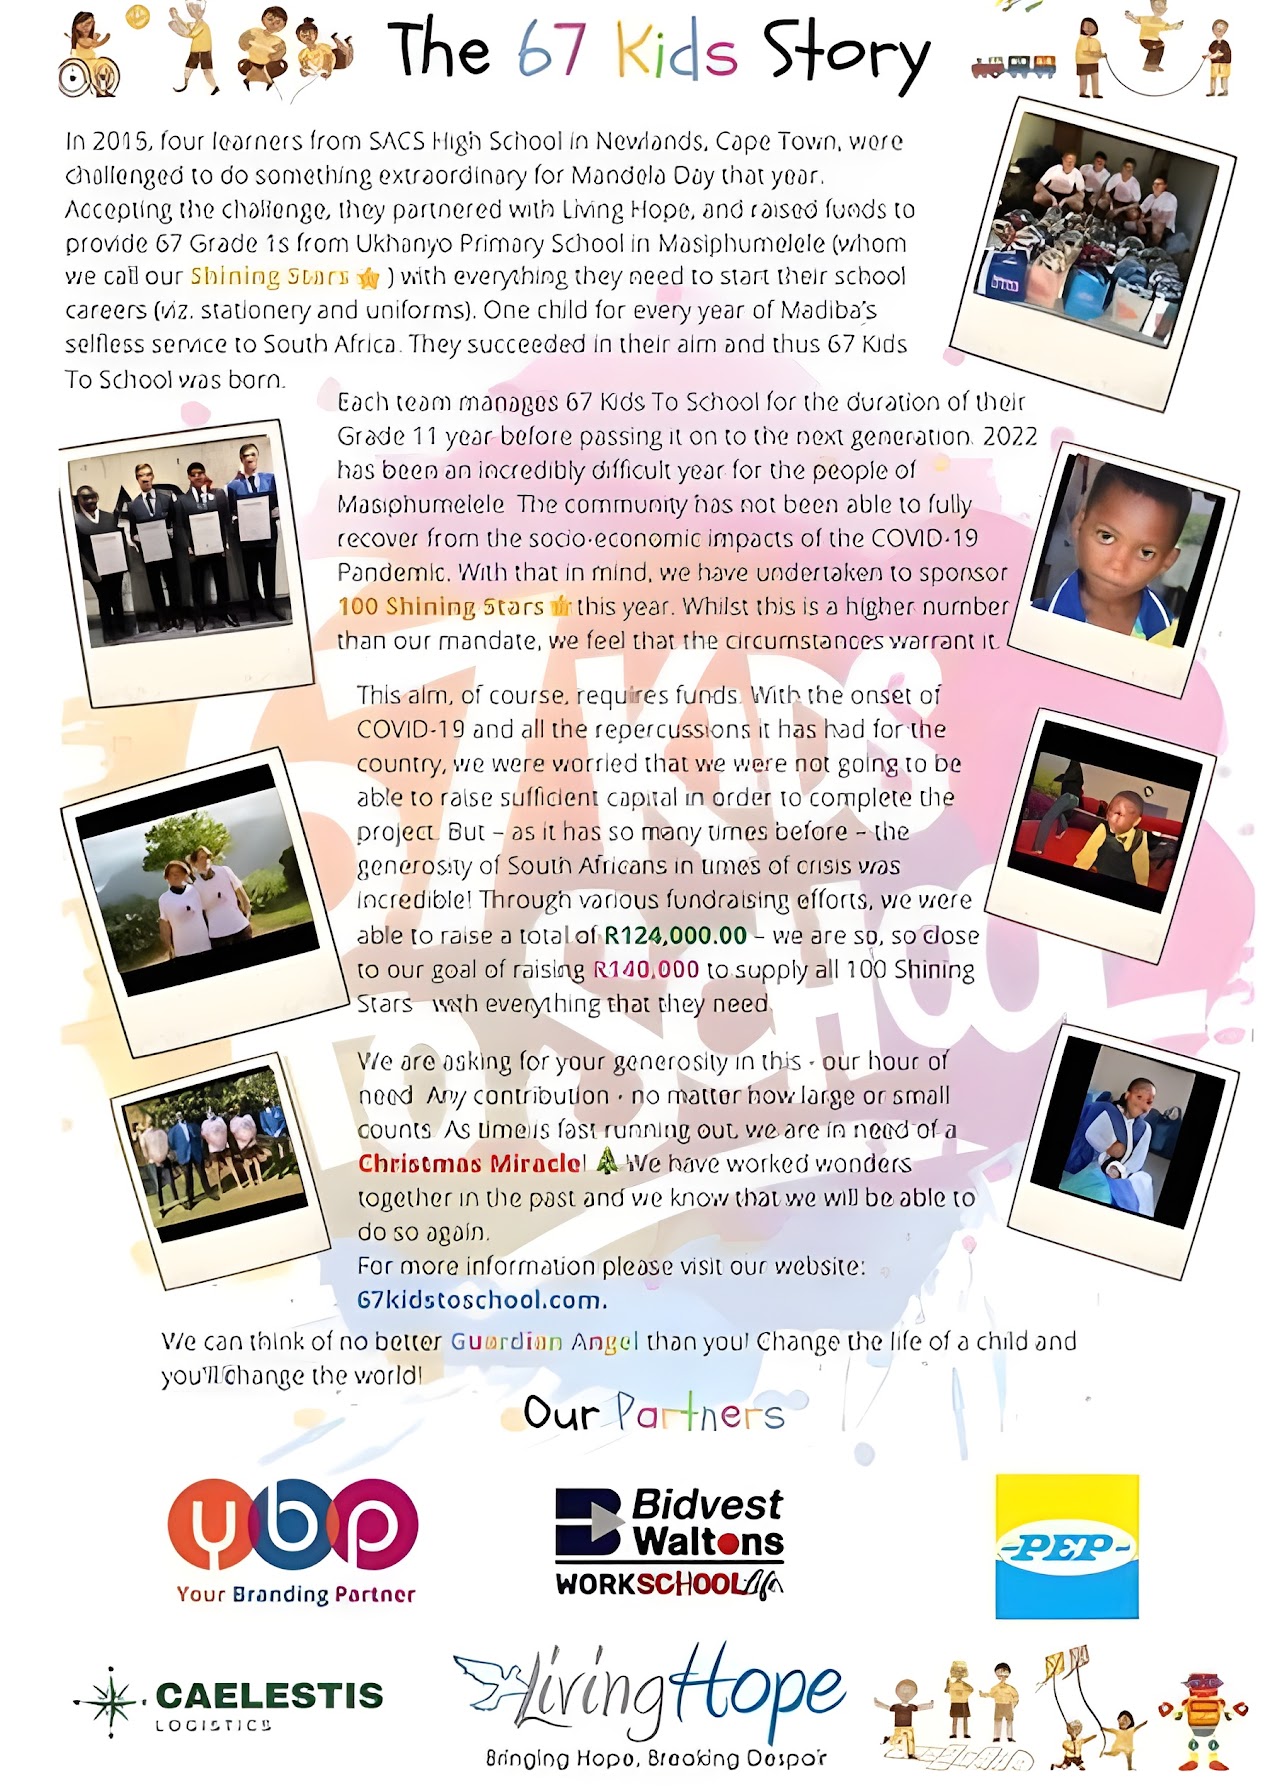 The 67 Kids Story
In 2015, four learners from SACS High School in Newlands, Cape Town, were
challenged to do something extraordinary for Mandela Day that year.
Accepting the challenge, they partnered with Living Hope, and raised funds to
provide 67 Grade 1s from Ukhanyo Primary School in Masiphumelele (whom
we call our Shining Stars ⭐ ) with everything they need to start their school
careers (viz. stationery and uniforms). One child for every year of Madiba's
selfless service to South Africa. They succeeded in their aim and thus 67 Kids
To School was born.
Each team manages 67 Kids To School for the duration of their
Grade 11 year before passing it on to the next generation. 2022
has been an incredibly difficult year for the people of
Masiphumelele. The community has not been able to fully
recover from the socio-economic impacts of the COVID-19
Pandemic. With that in mind, we have undertaken to sponsor
100 Shining Stars ⭐ this year. Whilst this is a higher number
than our mandate, we feel that the circumstances warrant it.
This aim, of course, requires funds. With the onset of
COVID-19 and all the repercussions it has had for the
country, we were worried that we were not going to be
able to raise sufficient capital in order to complete the
project. But – as it has so many times before – the
generosity of South Africans in times of crisis was
incredible! Through various fundraising efforts, we were
able to raise a total of R124,000.00 – we are so, so close
to our goal of raising R140,000 to supply all 100 Shining
Stars with everything that they need.
We are asking for your generosity in this - our hour of
need. Any contribution - no matter how large or small
counts. As time is fast running out, we are in need of a
Christmas Miracle! 🎄 We have worked wonders
together in the past and we know that we will be able to
do so again.
For more information please visit our website:
67kidstoschool.com.
We can think of no better Guardian Angel than you! Change the life of a child and
you'll change the world!
Our Partners
ybp
Your Branding Partner
Bidvest
Waltons
WORKSCHOOLLife
-PEP-
CAELESTIS
LOGISTICS
Living Hope
Bringing Hope, Breaking Despair
67 KIDS
TO SCHOOL